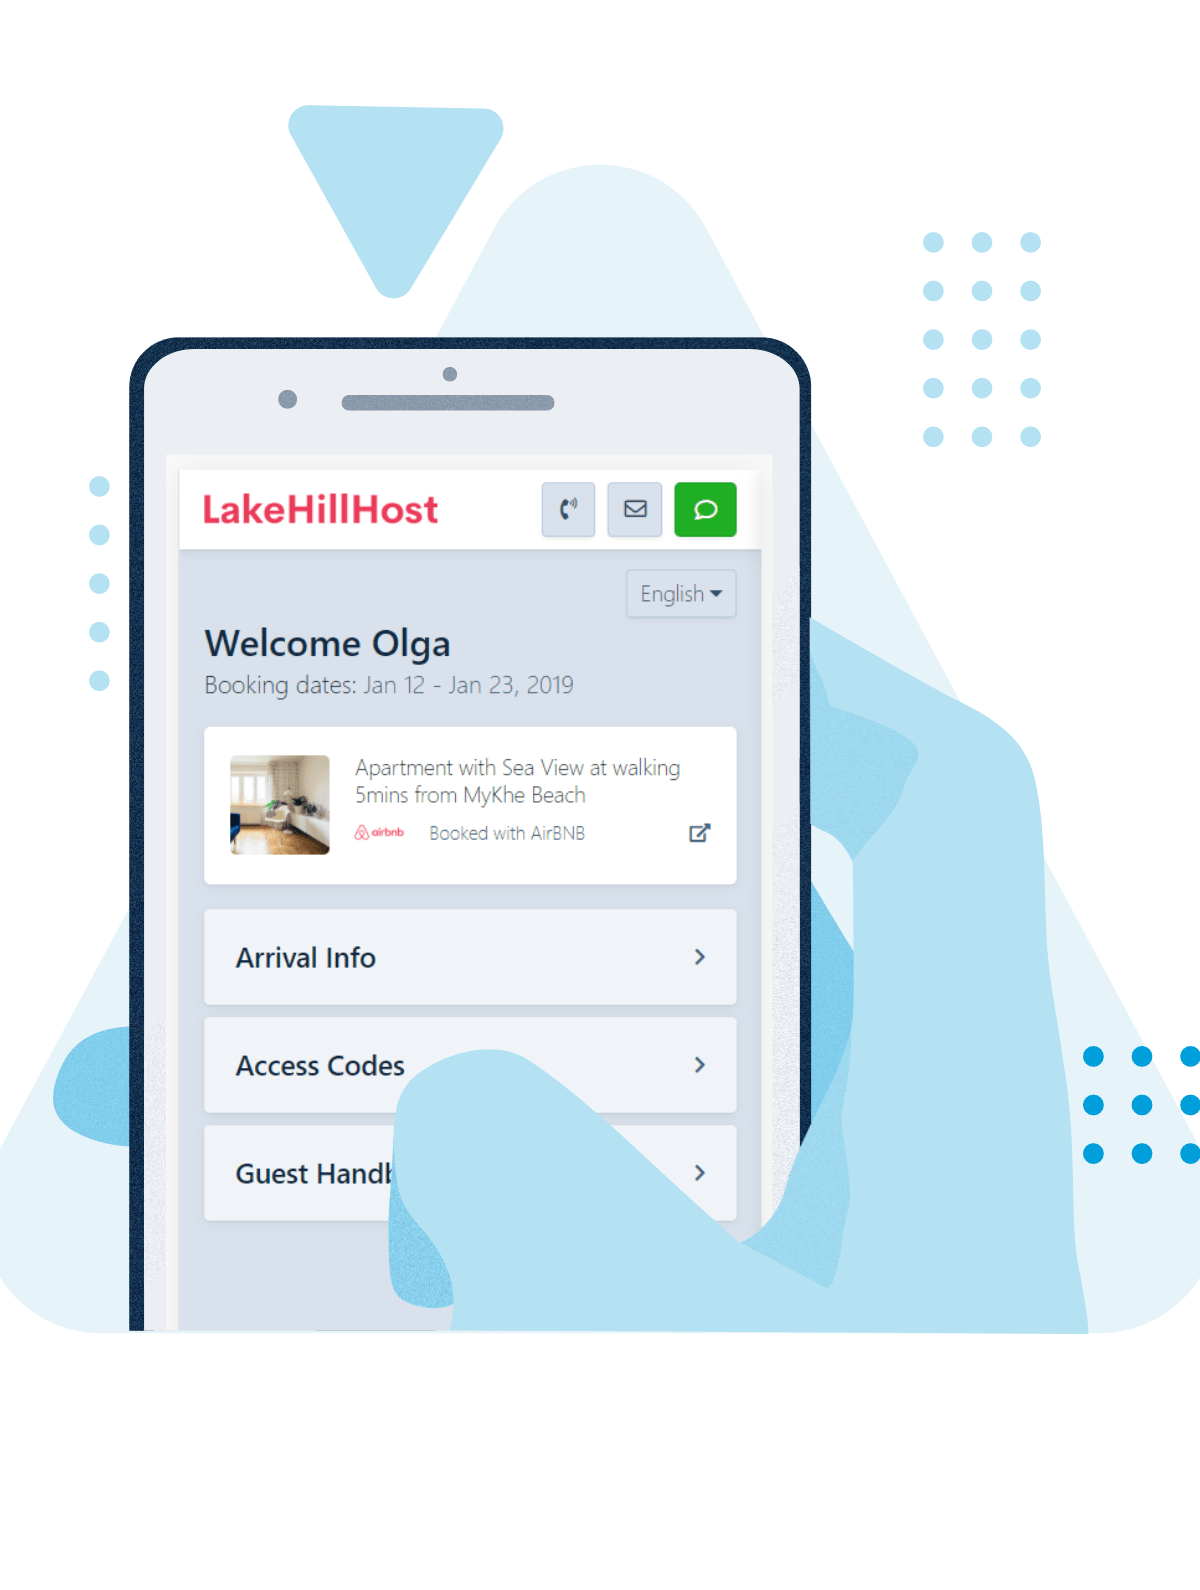 LakeHillHost
English
Welcome Olga
Booking dates: Jan 12 - Jan 23, 2019
Apartment with Sea View at walking
5mins from MyKhe Beach
airbnb Booked with AirBNB
Arrival Info
Access Codes
Guest Handb